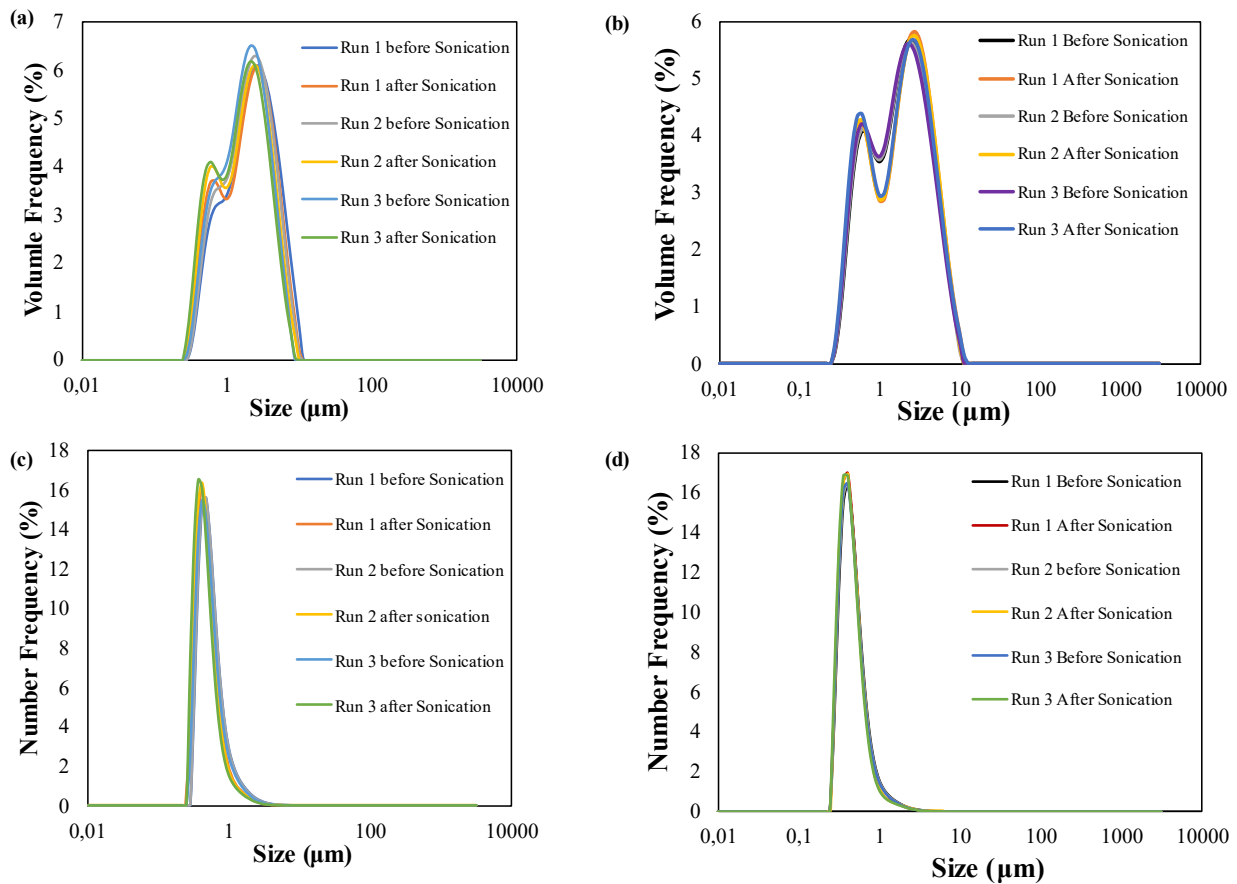 (a)
7
6
5
4
3
2
1
0
Volumle Frequency (%)
Run 1 before Sonication
Run 1 after Sonication
Run 2 before Sonication
Run 2 after Sonication
Run 3 before Sonication
Run 3 after Sonication
0,01 1 100 10000
Size (μm)
(b)
6
5
4
3
2
1
0
Volume Frequency (%)
Run 1 Before Sonication
Run 1 After Sonication
Run 2 Before Sonication
Run 2 After Sonication
Run 3 Before Sonication
Run 3 After Sonication
0,01 0,1 1 10 100 1000 10000
Size (μm)
(c)
18
16
14
12
10
8
6
4
2
0
Number Frequency (%)
Run 1 before Sonication
Run 1 after Sonication
Run 2 before Sonication
Run 2 after sonication
Run 3 before Sonication
Run 3 after Sonication
0,01 1 100 10000
Size (μm)
(d)
18
16
14
12
10
8
6
4
2
0
Number Frequency (%)
Run 1 Before Sonication
Run 1 After Sonication
Run 2 before Sonication
Run 2 After Sonication
Run 3 Before Sonication
Run 3 After Sonication
0,01 0,1 1 10 100 1000 10000
Size (μm)